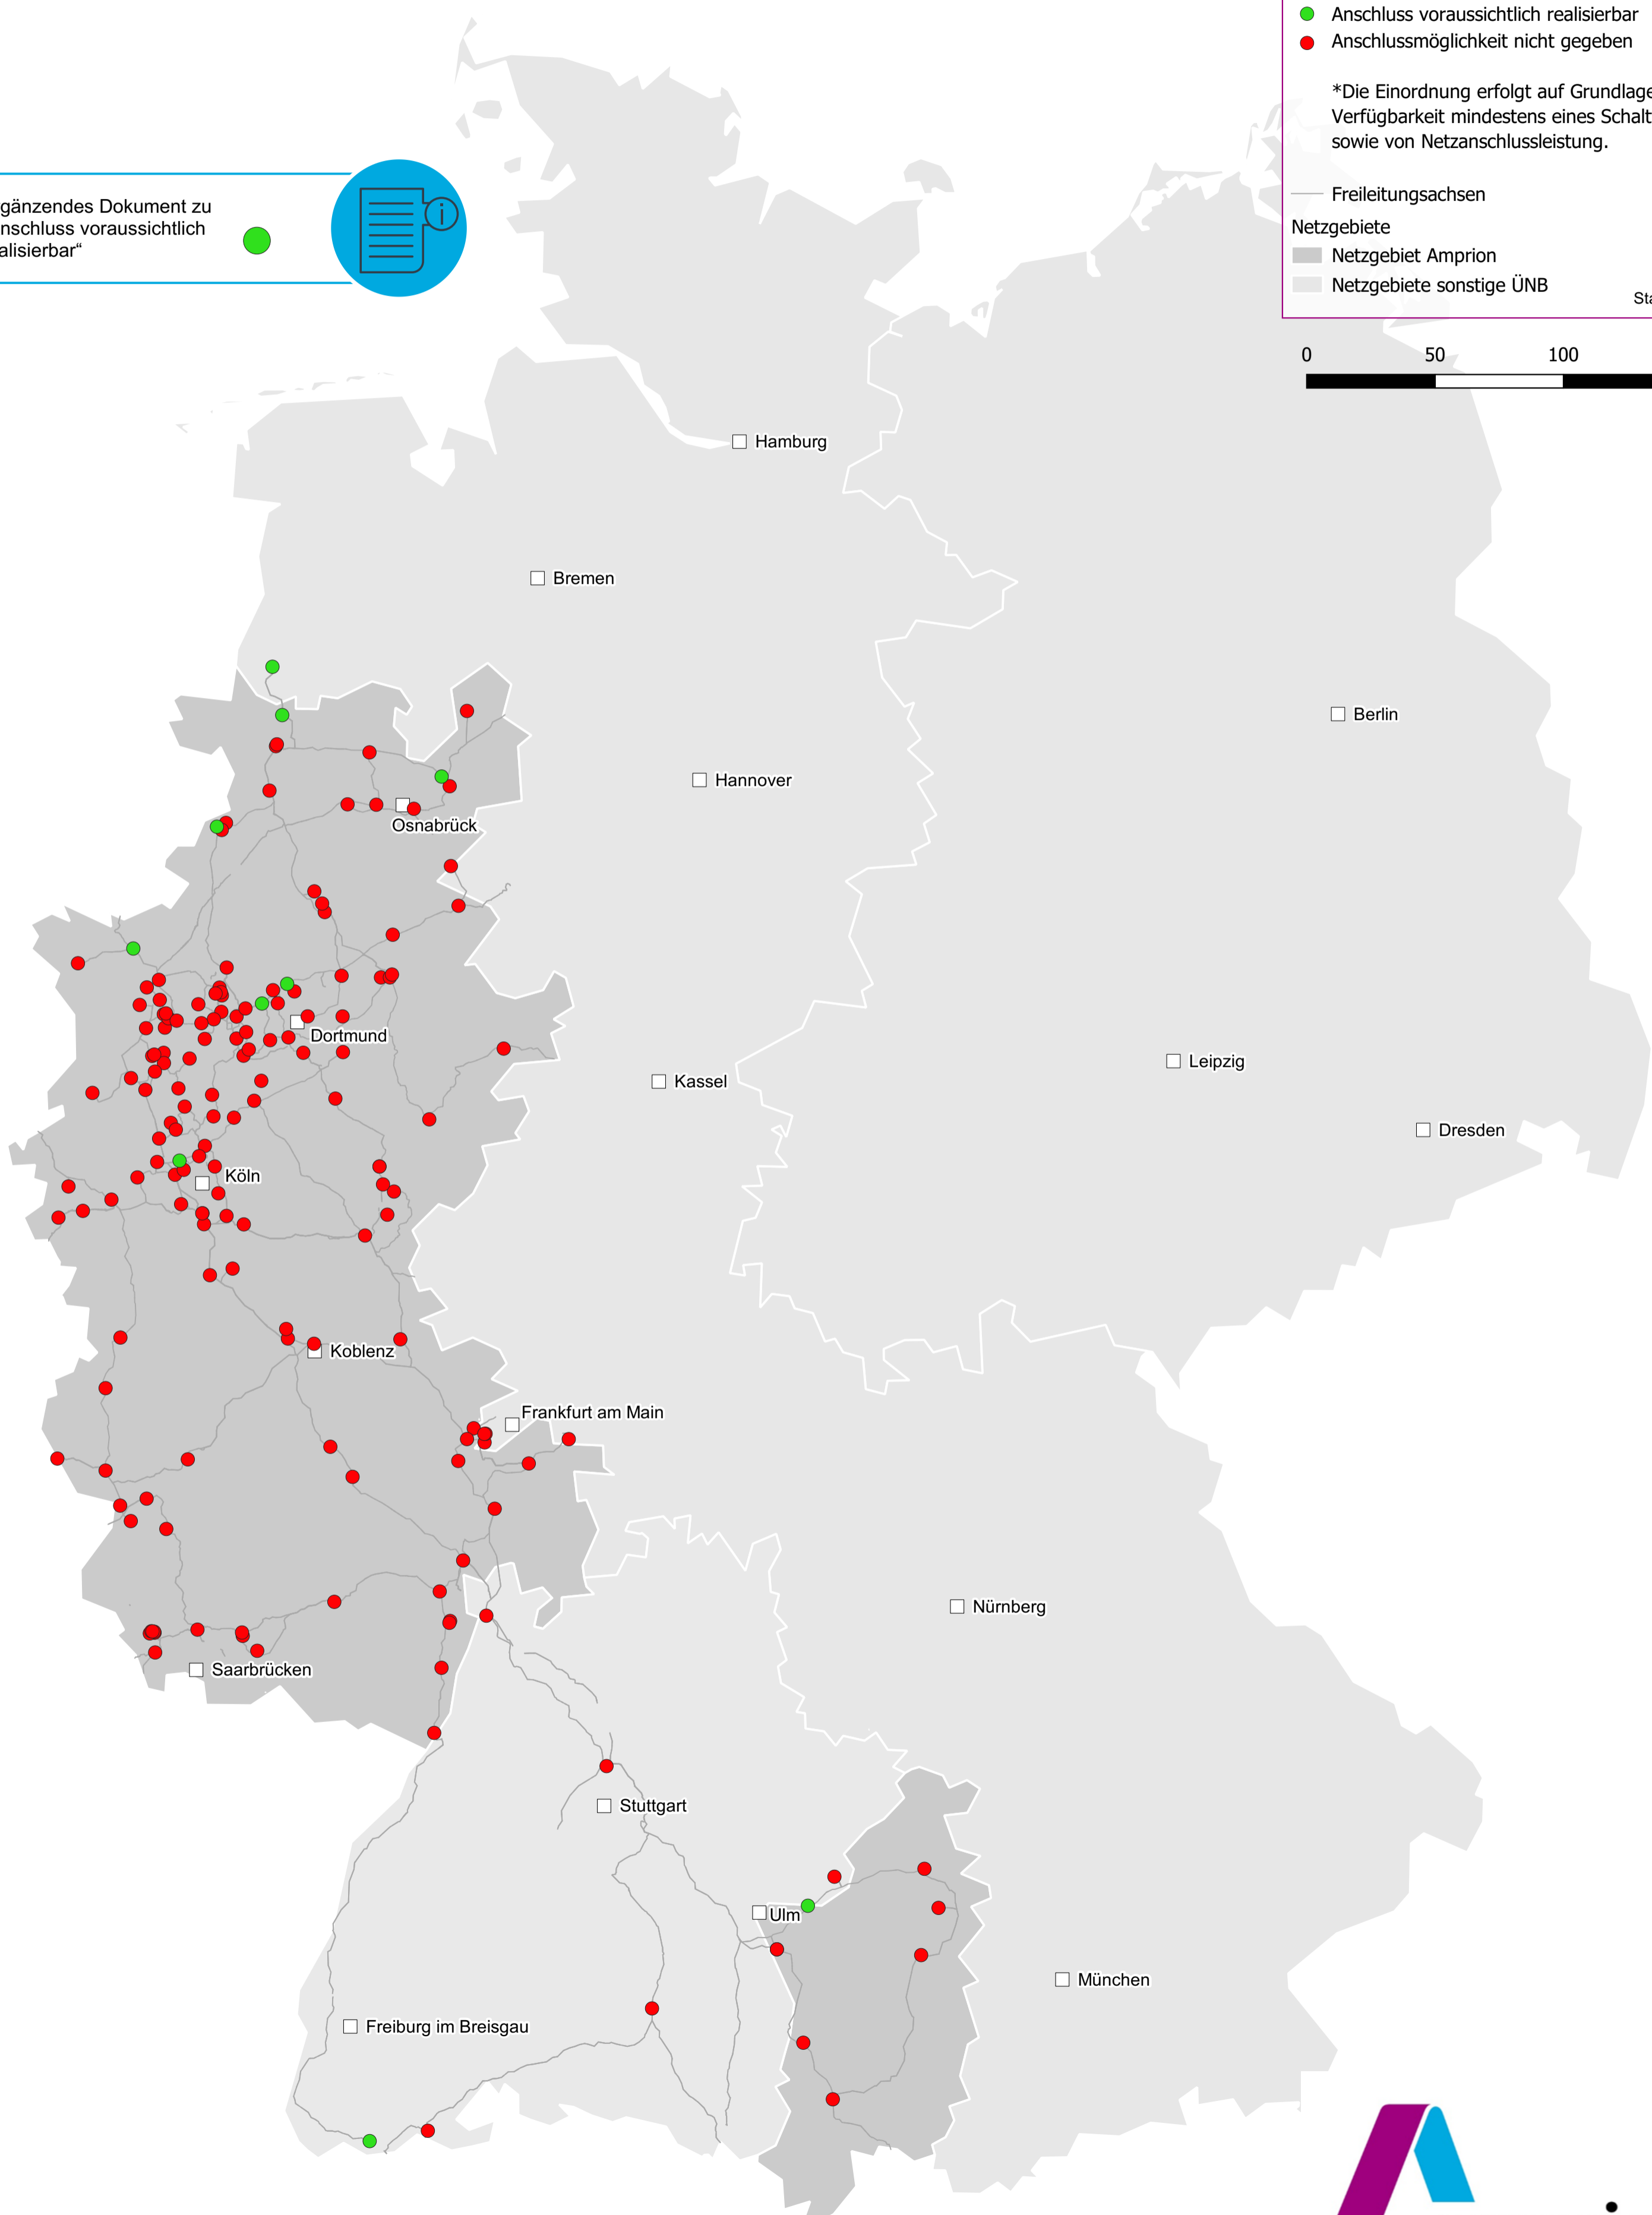 Anschluss voraussichtlich realisierbar
Anschlussmöglichkeit nicht gegeben
*Die Einordnung erfolgt auf Grundlage
Verfügbarkeit mindestens eines Schalt
sowie von Netzanschlussleistung.
Freileitungsachsen
Netzgebiete
Netzgebiet Amprion
Netzgebiete sonstige ÜNB
Sta
0 50 100
gänzendes Dokument zu
nschluss voraussichtlich
alisierbar“
i
Hamburg
Bremen
Berlin
Hannover
Osnabrück
Dortmund
Leipzig
Kassel
Dresden
Köln
Koblenz
Frankfurt am Main
Nürnberg
Saarbrücken
Stuttgart
Ulm
München
Freiburg im Breisgau